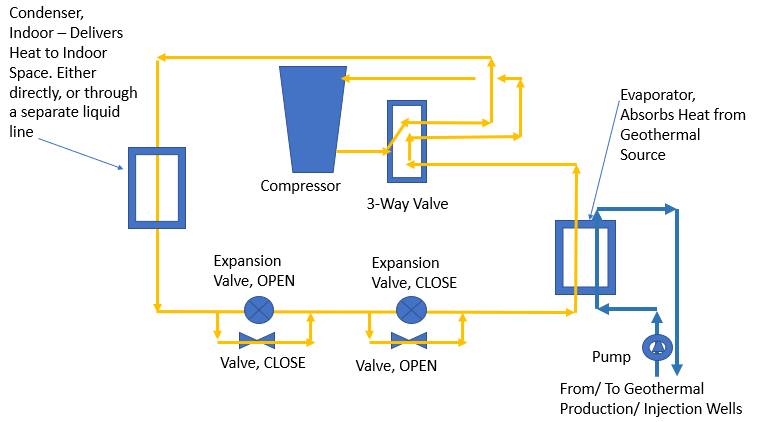 Condenser,
Indoor – Delivers
Heat to Indoor
Space. Either
directly, or through
a separate liquid
line
Compressor
3-Way Valve
Evaporator,
Absorbs Heat from
Geothermal
Source
Expansion
Valve, OPEN
Expansion
Valve, CLOSE
Valve, CLOSE
Valve, OPEN
Pump
From/ To Geothermal
Production/ Injection Wells